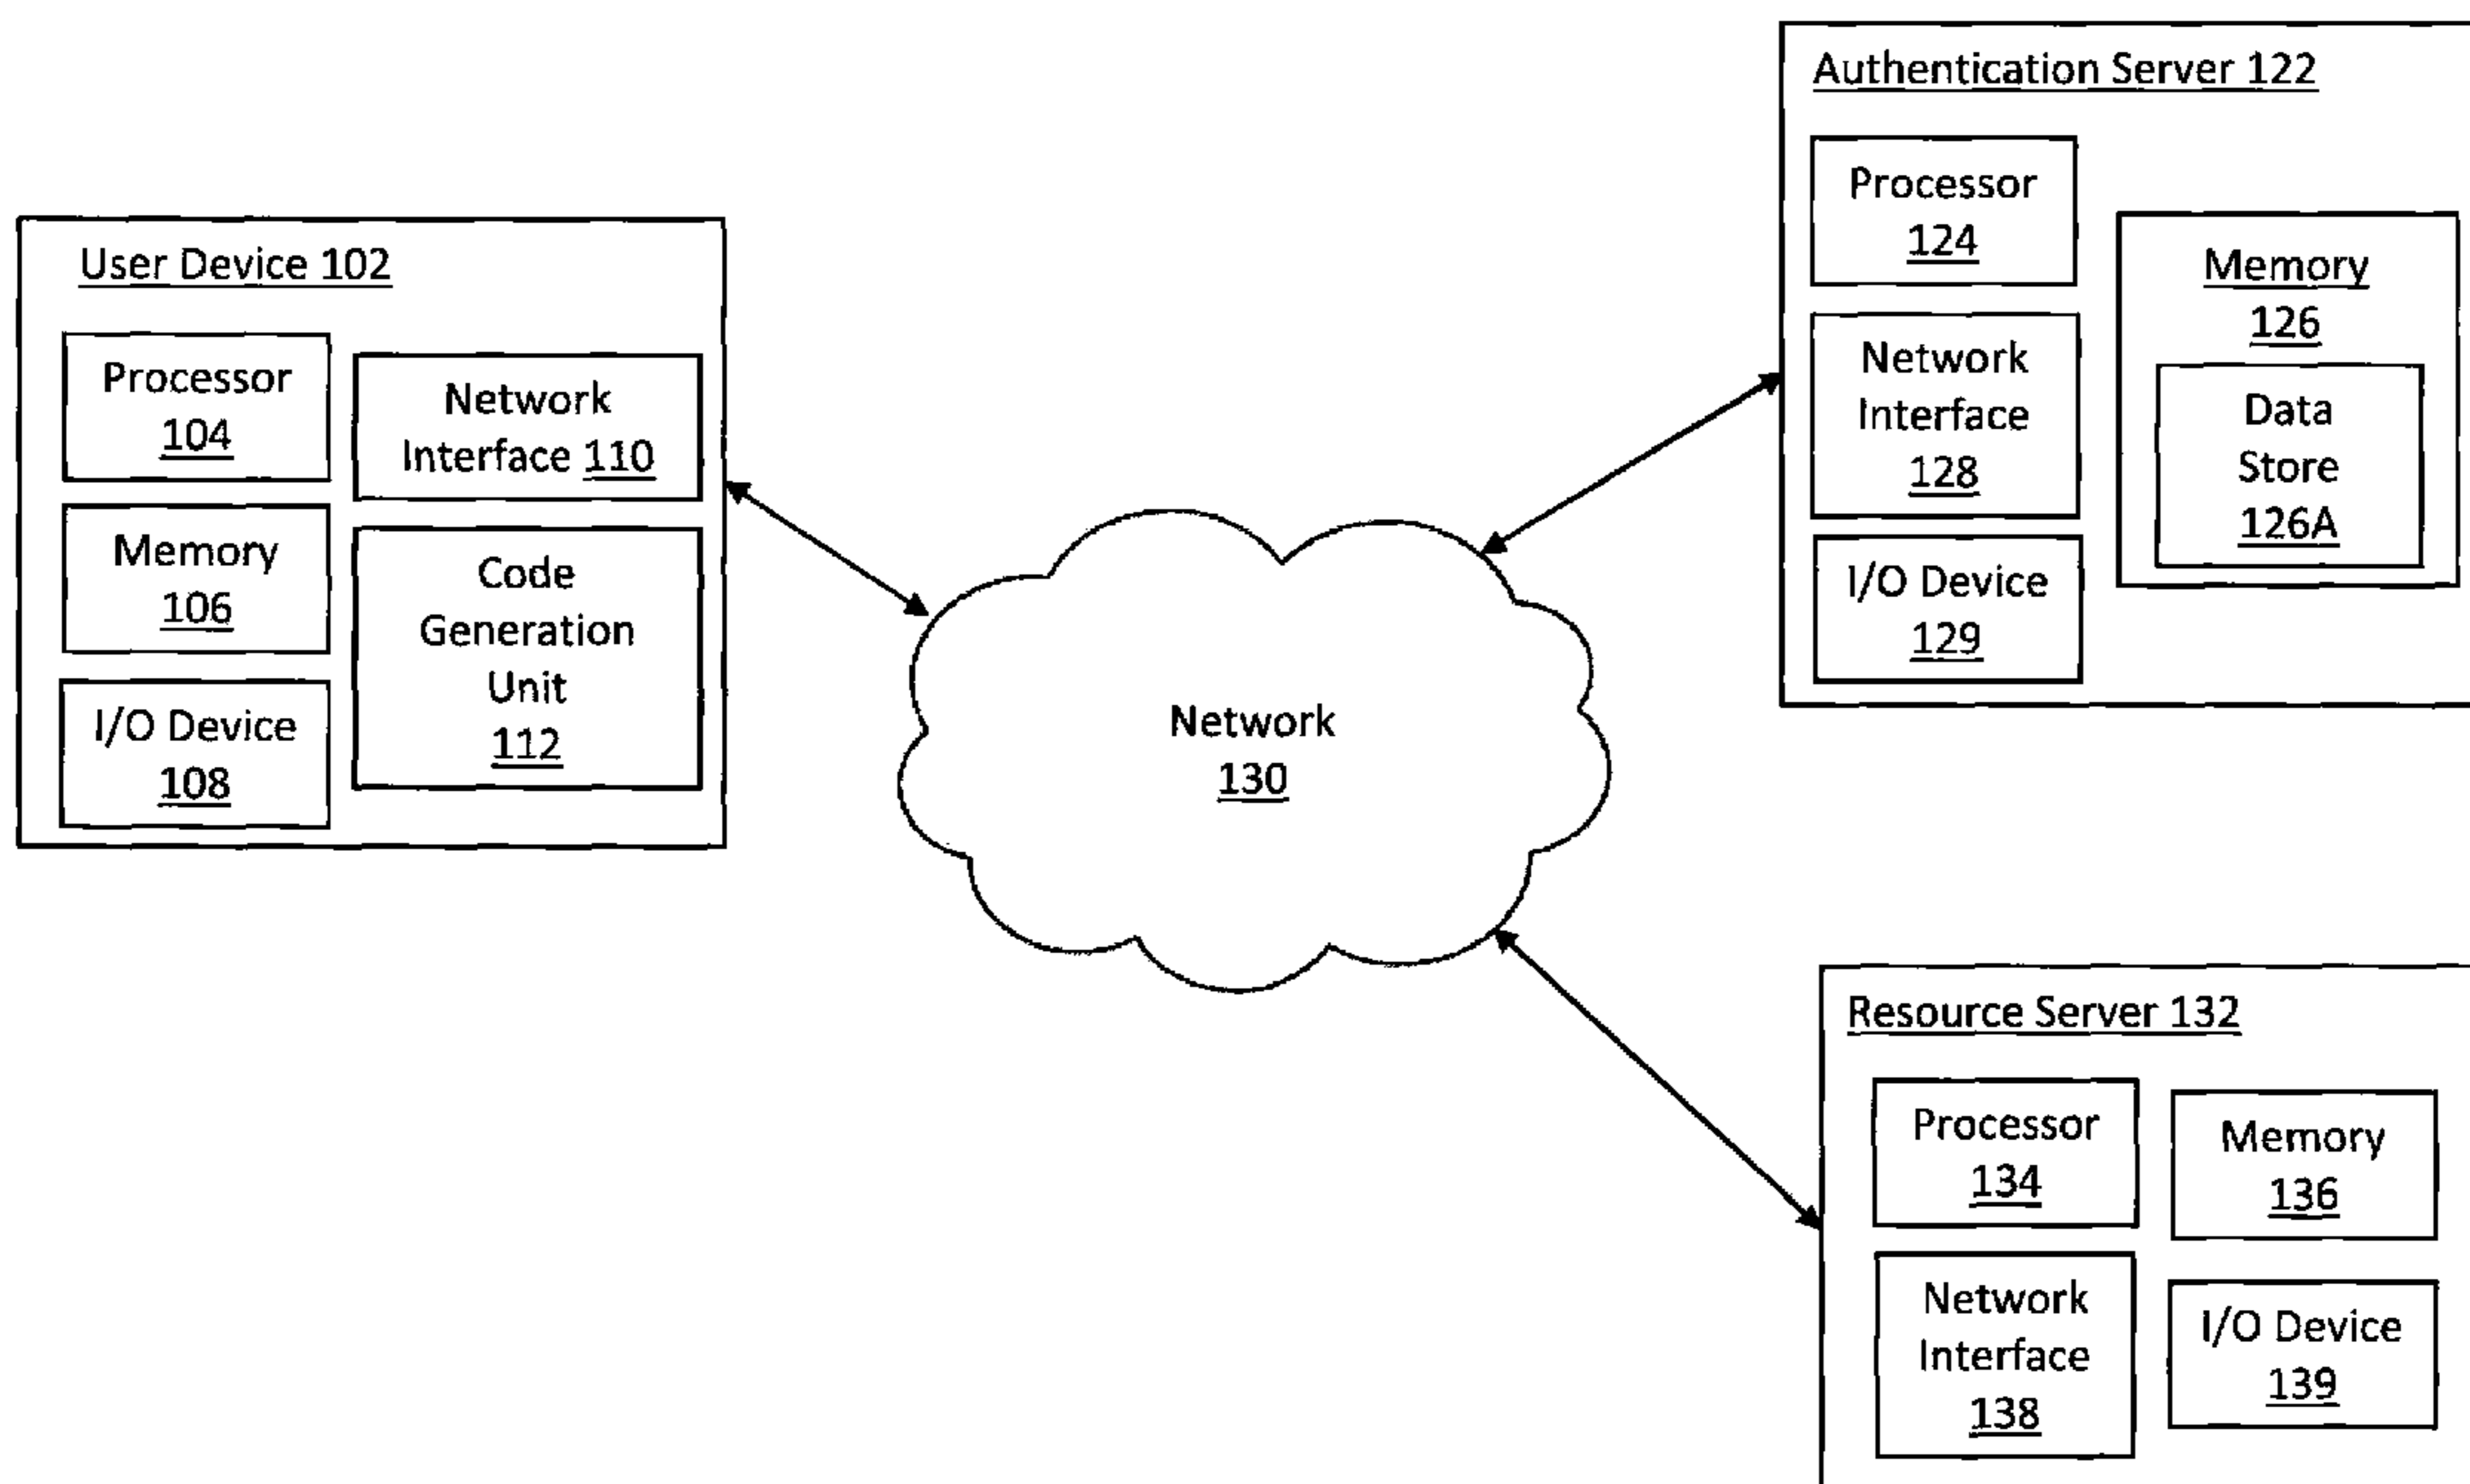 User Device 102
Processor
104
Memory
106
I/O Device
108
Network
Interface 110
Code
Generation
Unit
112
Network
130
Authentication Server 122
Processor
124
Network
Interface
128
I/O Device
129
Memory
126
Data
Store
126A
Resource Server 132
Processor
134
Memory
136
Network
Interface
138
I/O Device
139